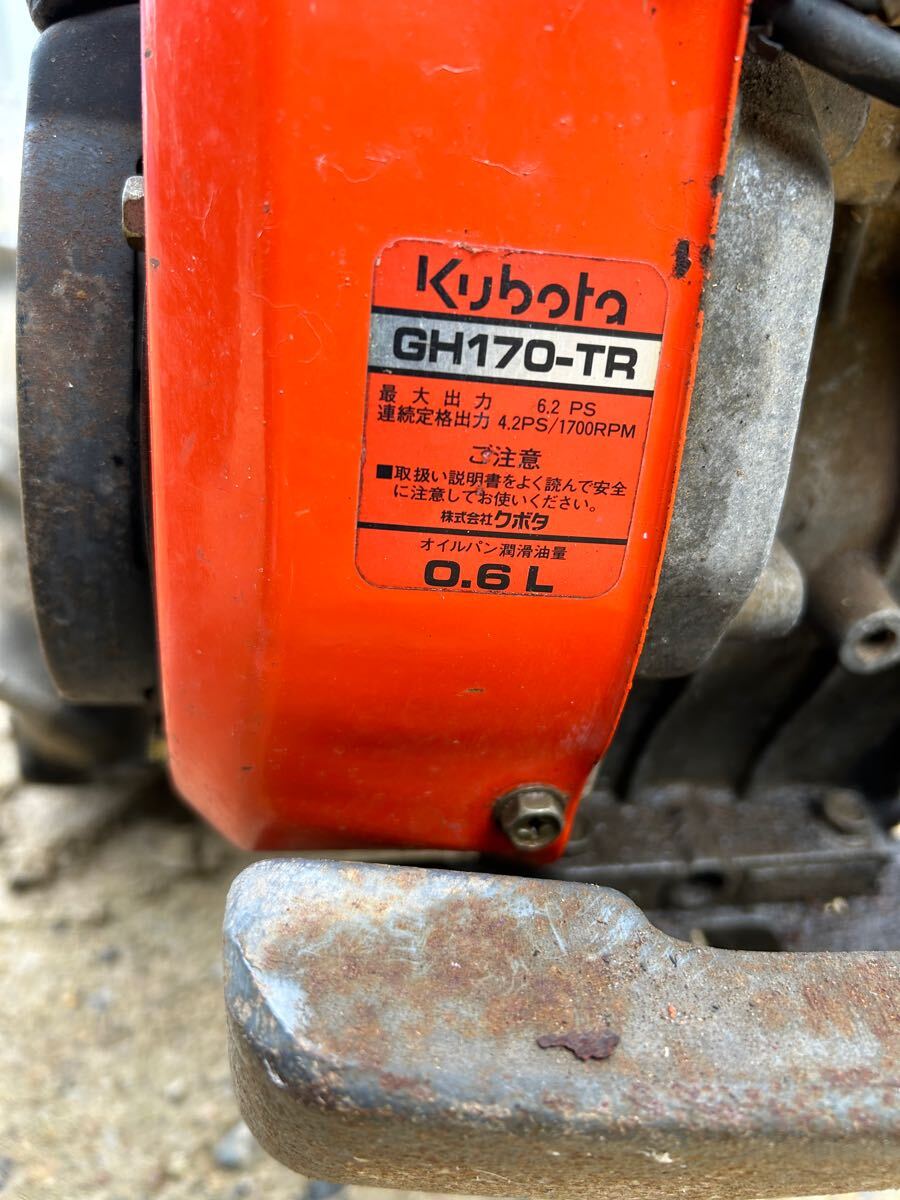 Kubota
GH170-TR
最大出力 6.2 PS
連続定格出力 4.2PS/1700RPM
ご注意
■取扱い説明書をよく読んで安全
に注意してお使いください。
株式会社クボタ
オイルパン潤滑油量
0.6 L